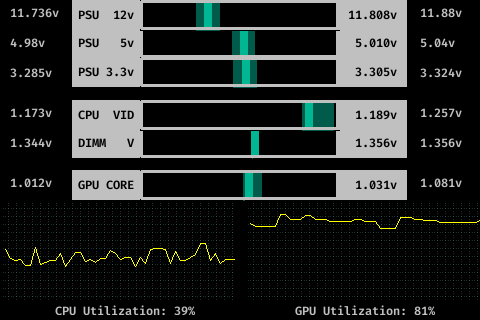 11.736v PSU 12v 11.808v 11.88v
4.98v PSU 5v 5.010v 5.04v
3.285v PSU 3.3v 3.305v 3.324v
1.173v CPU VID 1.189v 1.257v
1.344v DIMM V 1.356v 1.356v
1.012v GPU CORE 1.031v 1.081v
CPU Utilization: 39% GPU Utilization: 81%